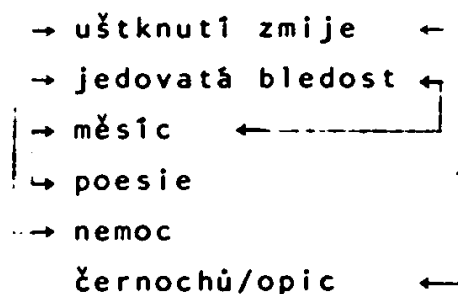 → uštknutí zmije ←
→ jedovatá bledost ←
→ měsíc ←
↳ poesie
→ nemoc
černochů/opic ←